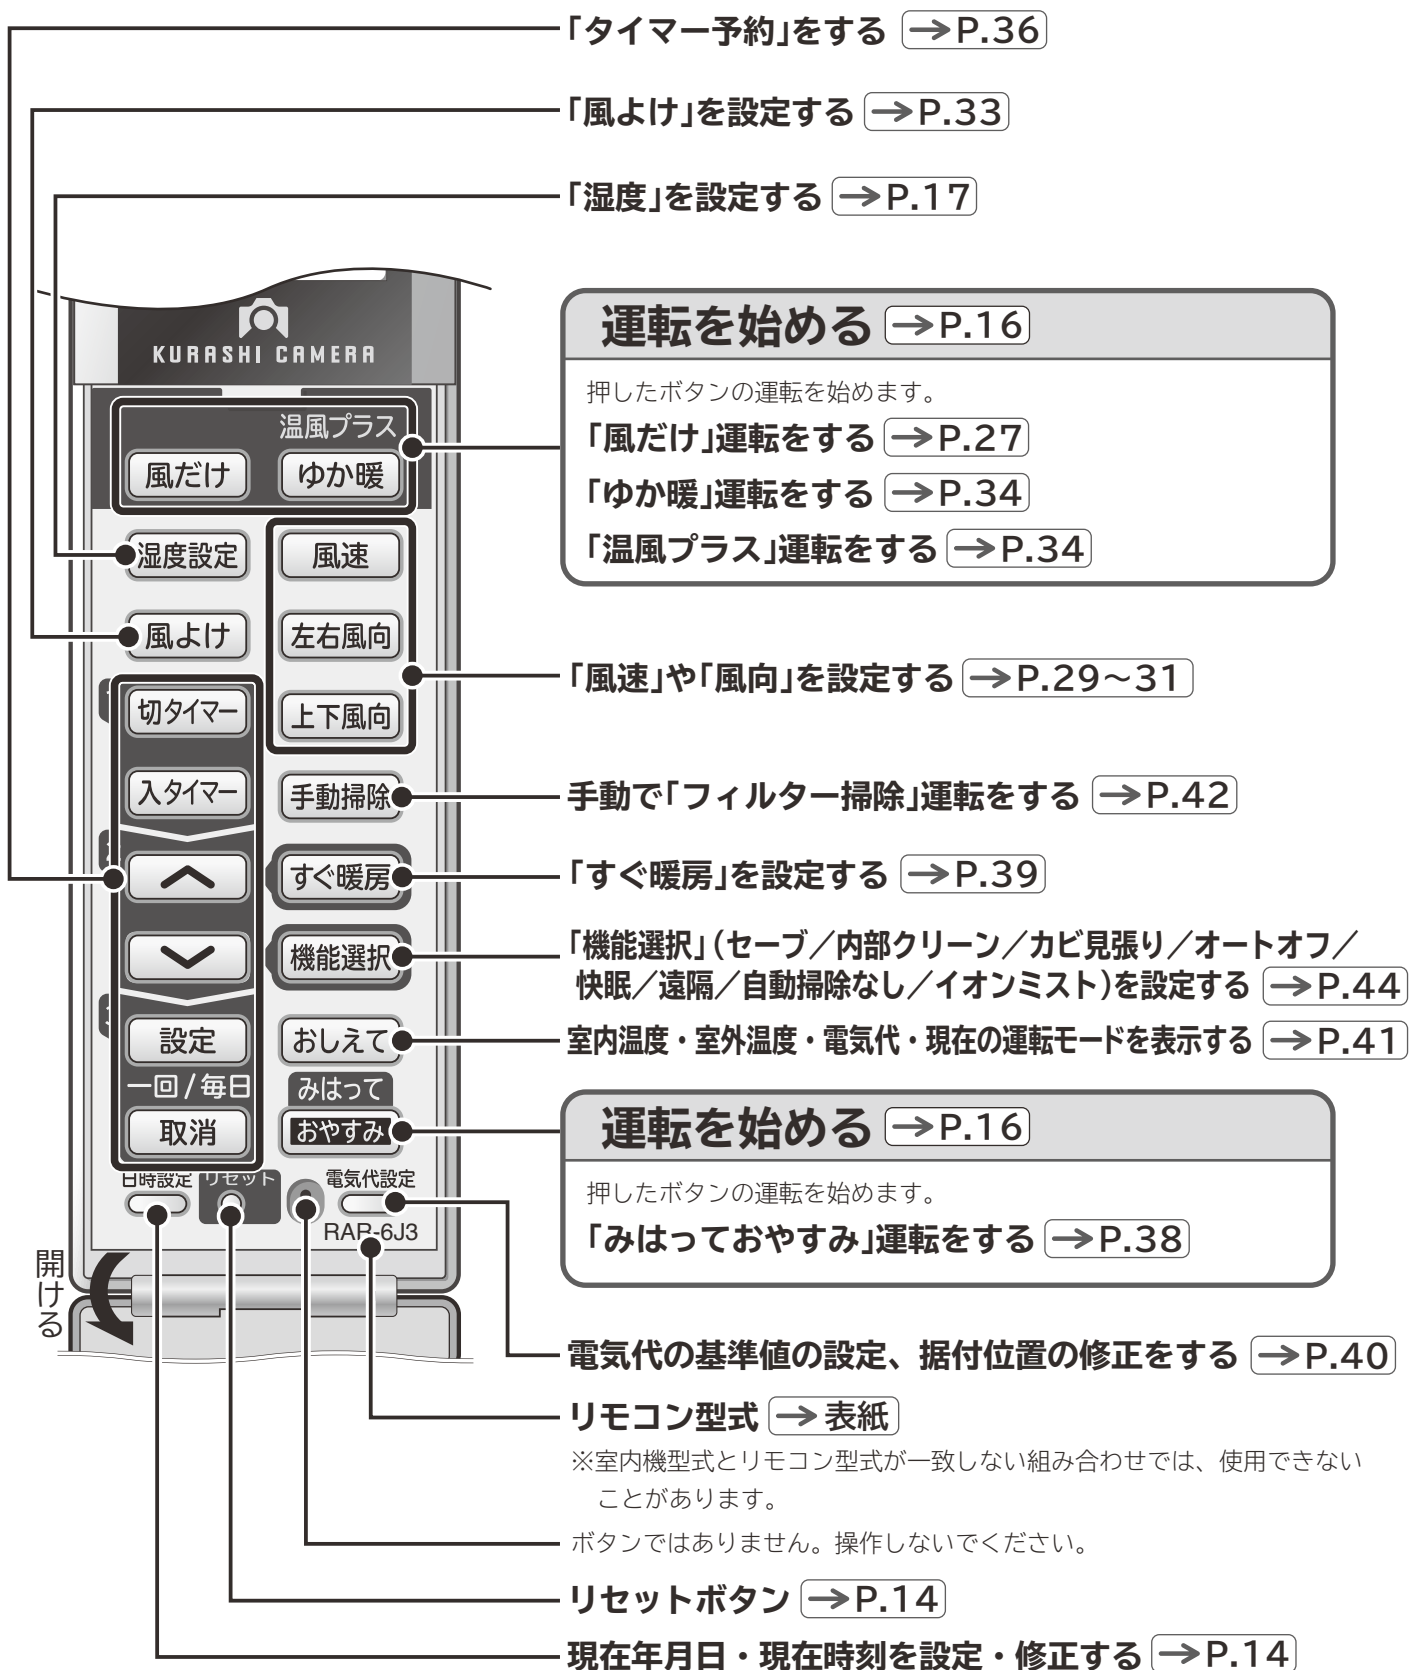 「タイマー予約」をする →P.36
「風よけ」を設定する →P.33
「湿度」を設定する →P.17
KURASHI CAMERA
温風プラス
風だけ ゆか暖
湿度設定 風速
風よけ 左右風向
切タイマー 上下風向
入タイマー 手動掃除
すぐ暖房
機能選択
設定 おしえて
一回/毎日 みはって
取消 おやすみ
日時設定 リセット 電気代設定
RAR-6J3
開ける
運転を始める →P.16
押したボタンの運転を始めます。
「風だけ」運転をする →P.27
「ゆか暖」運転をする →P.34
「温風プラス」運転をする →P.34
「風速」や「風向」を設定する →P.29～31
手動で「フィルター掃除」運転をする →P.42
「すぐ暖房」を設定する →P.39
「機能選択」（セーブ／内部クリーン／カビ見張り／オートオフ／
快眠／遠隔／自動掃除なし／イオンミスト）を設定する →P.44
室内温度・室外温度・電気代・現在の運転モードを表示する →P.41
運転を始める →P.16
押したボタンの運転を始めます。
「みはっておやすみ」運転をする →P.38
電気代の基準値の設定、据付位置の修正をする →P.40
リモコン型式 →表紙
※室内機型式とリモコン型式が一致しない組み合わせでは、使用できない
ことがあります。
ボタンではありません。操作しないでください。
リセットボタン →P.14
現在年月日・現在時刻を設定・修正する →P.14